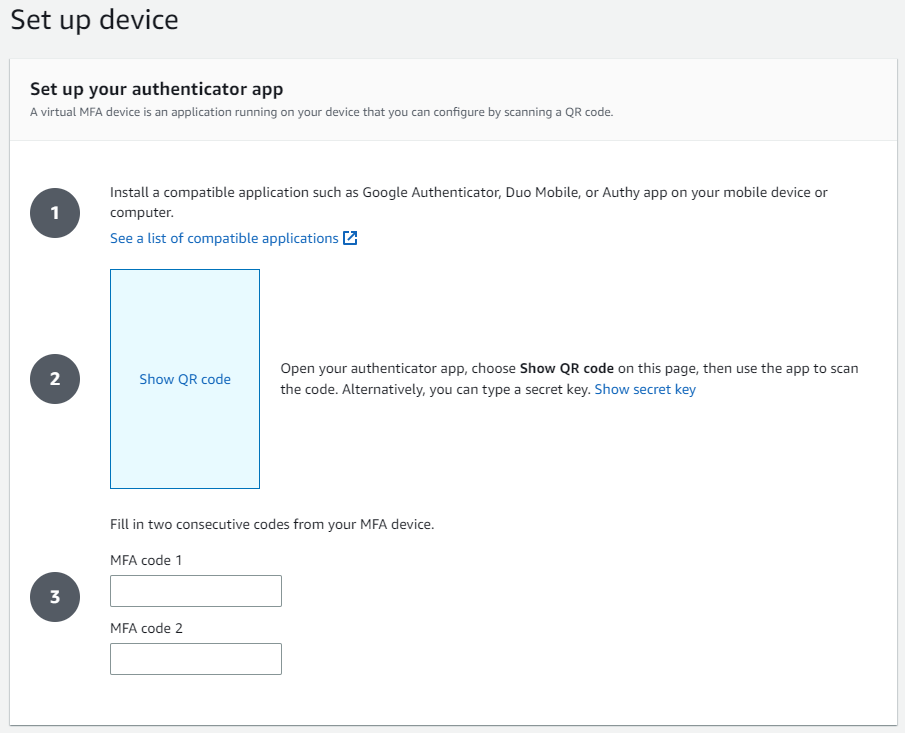 Set up device
Set up your authenticator app
A virtual MFA device is an application running on your device that you can configure by scanning a QR code.
1
Install a compatible application such as Google Authenticator, Duo Mobile, or Authy app on your mobile device or
computer.
See a list of compatible applications
2
Show QR code
Open your authenticator app, choose Show QR code on this page, then use the app to scan
the code. Alternatively, you can type a secret key. Show secret key
3
Fill in two consecutive codes from your MFA device.
MFA code 1
MFA code 2